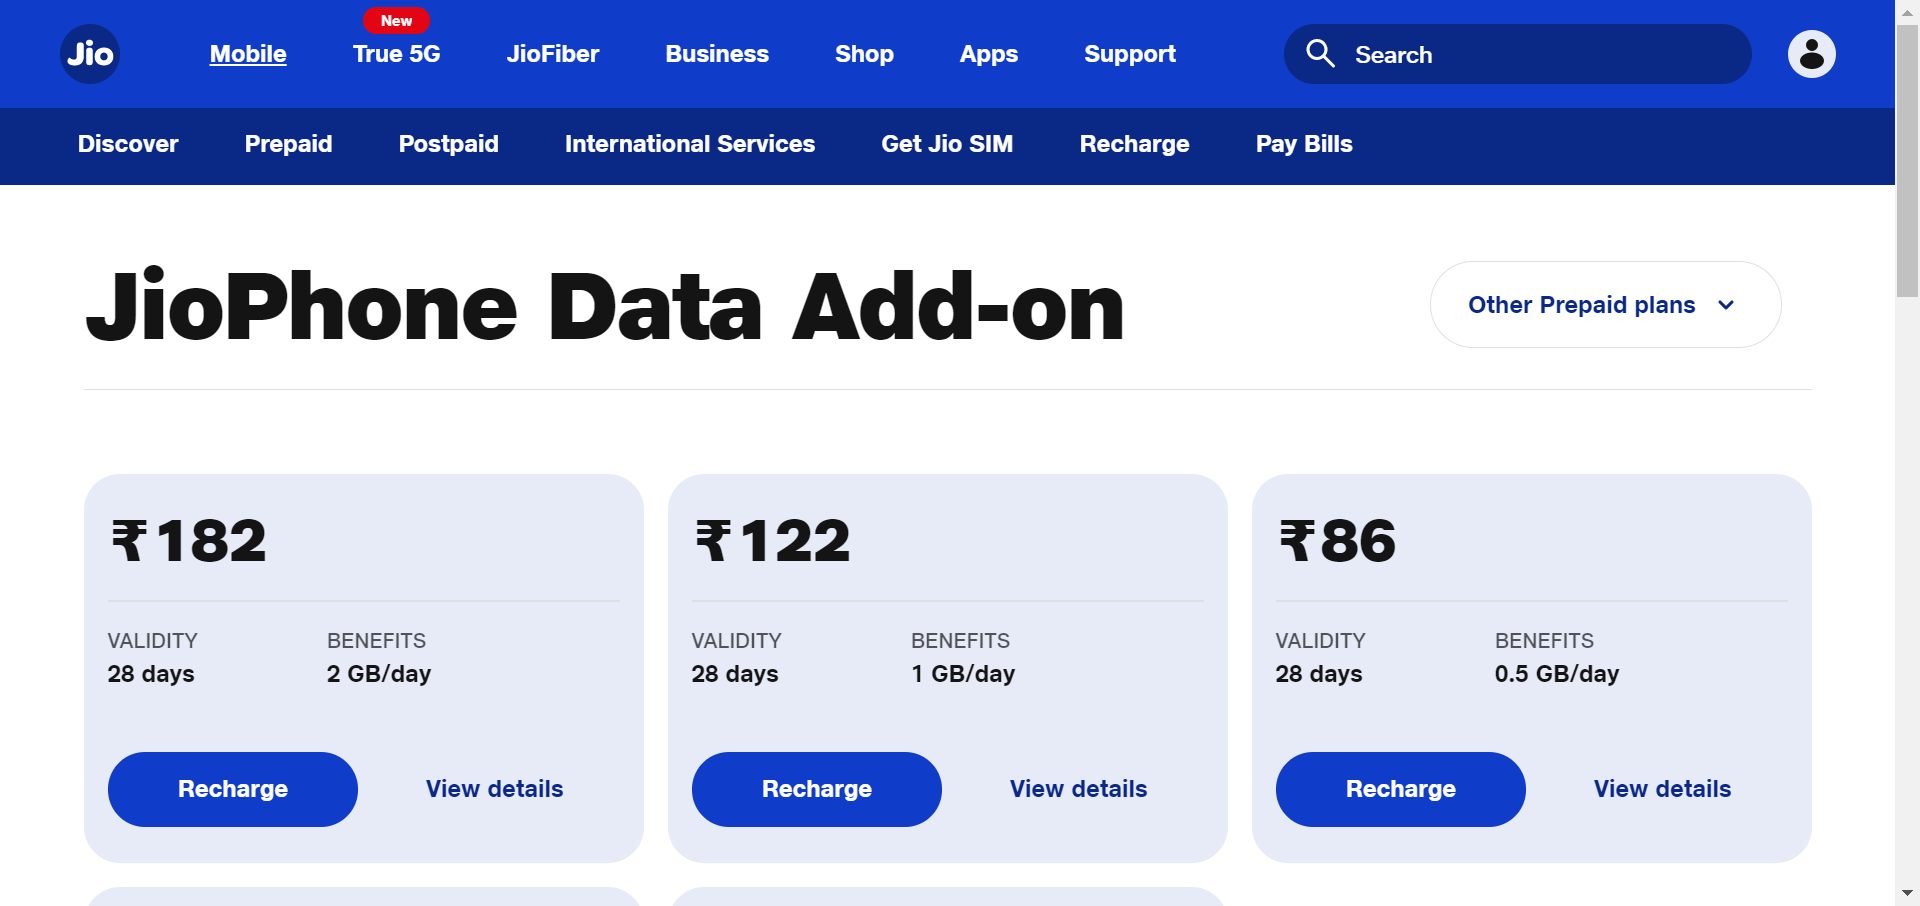 New
Jio Mobile True 5G JioFiber Business Shop Apps Support Search
Discover Prepaid Postpaid International Services Get Jio SIM Recharge Pay Bills
JioPhone Data Add-on Other Prepaid plans
₹182
VALIDITY BENEFITS
28 days 2 GB/day
Recharge View details
₹122
VALIDITY BENEFITS
28 days 1 GB/day
Recharge View details
₹86
VALIDITY BENEFITS
28 days 0.5 GB/day
Recharge View details